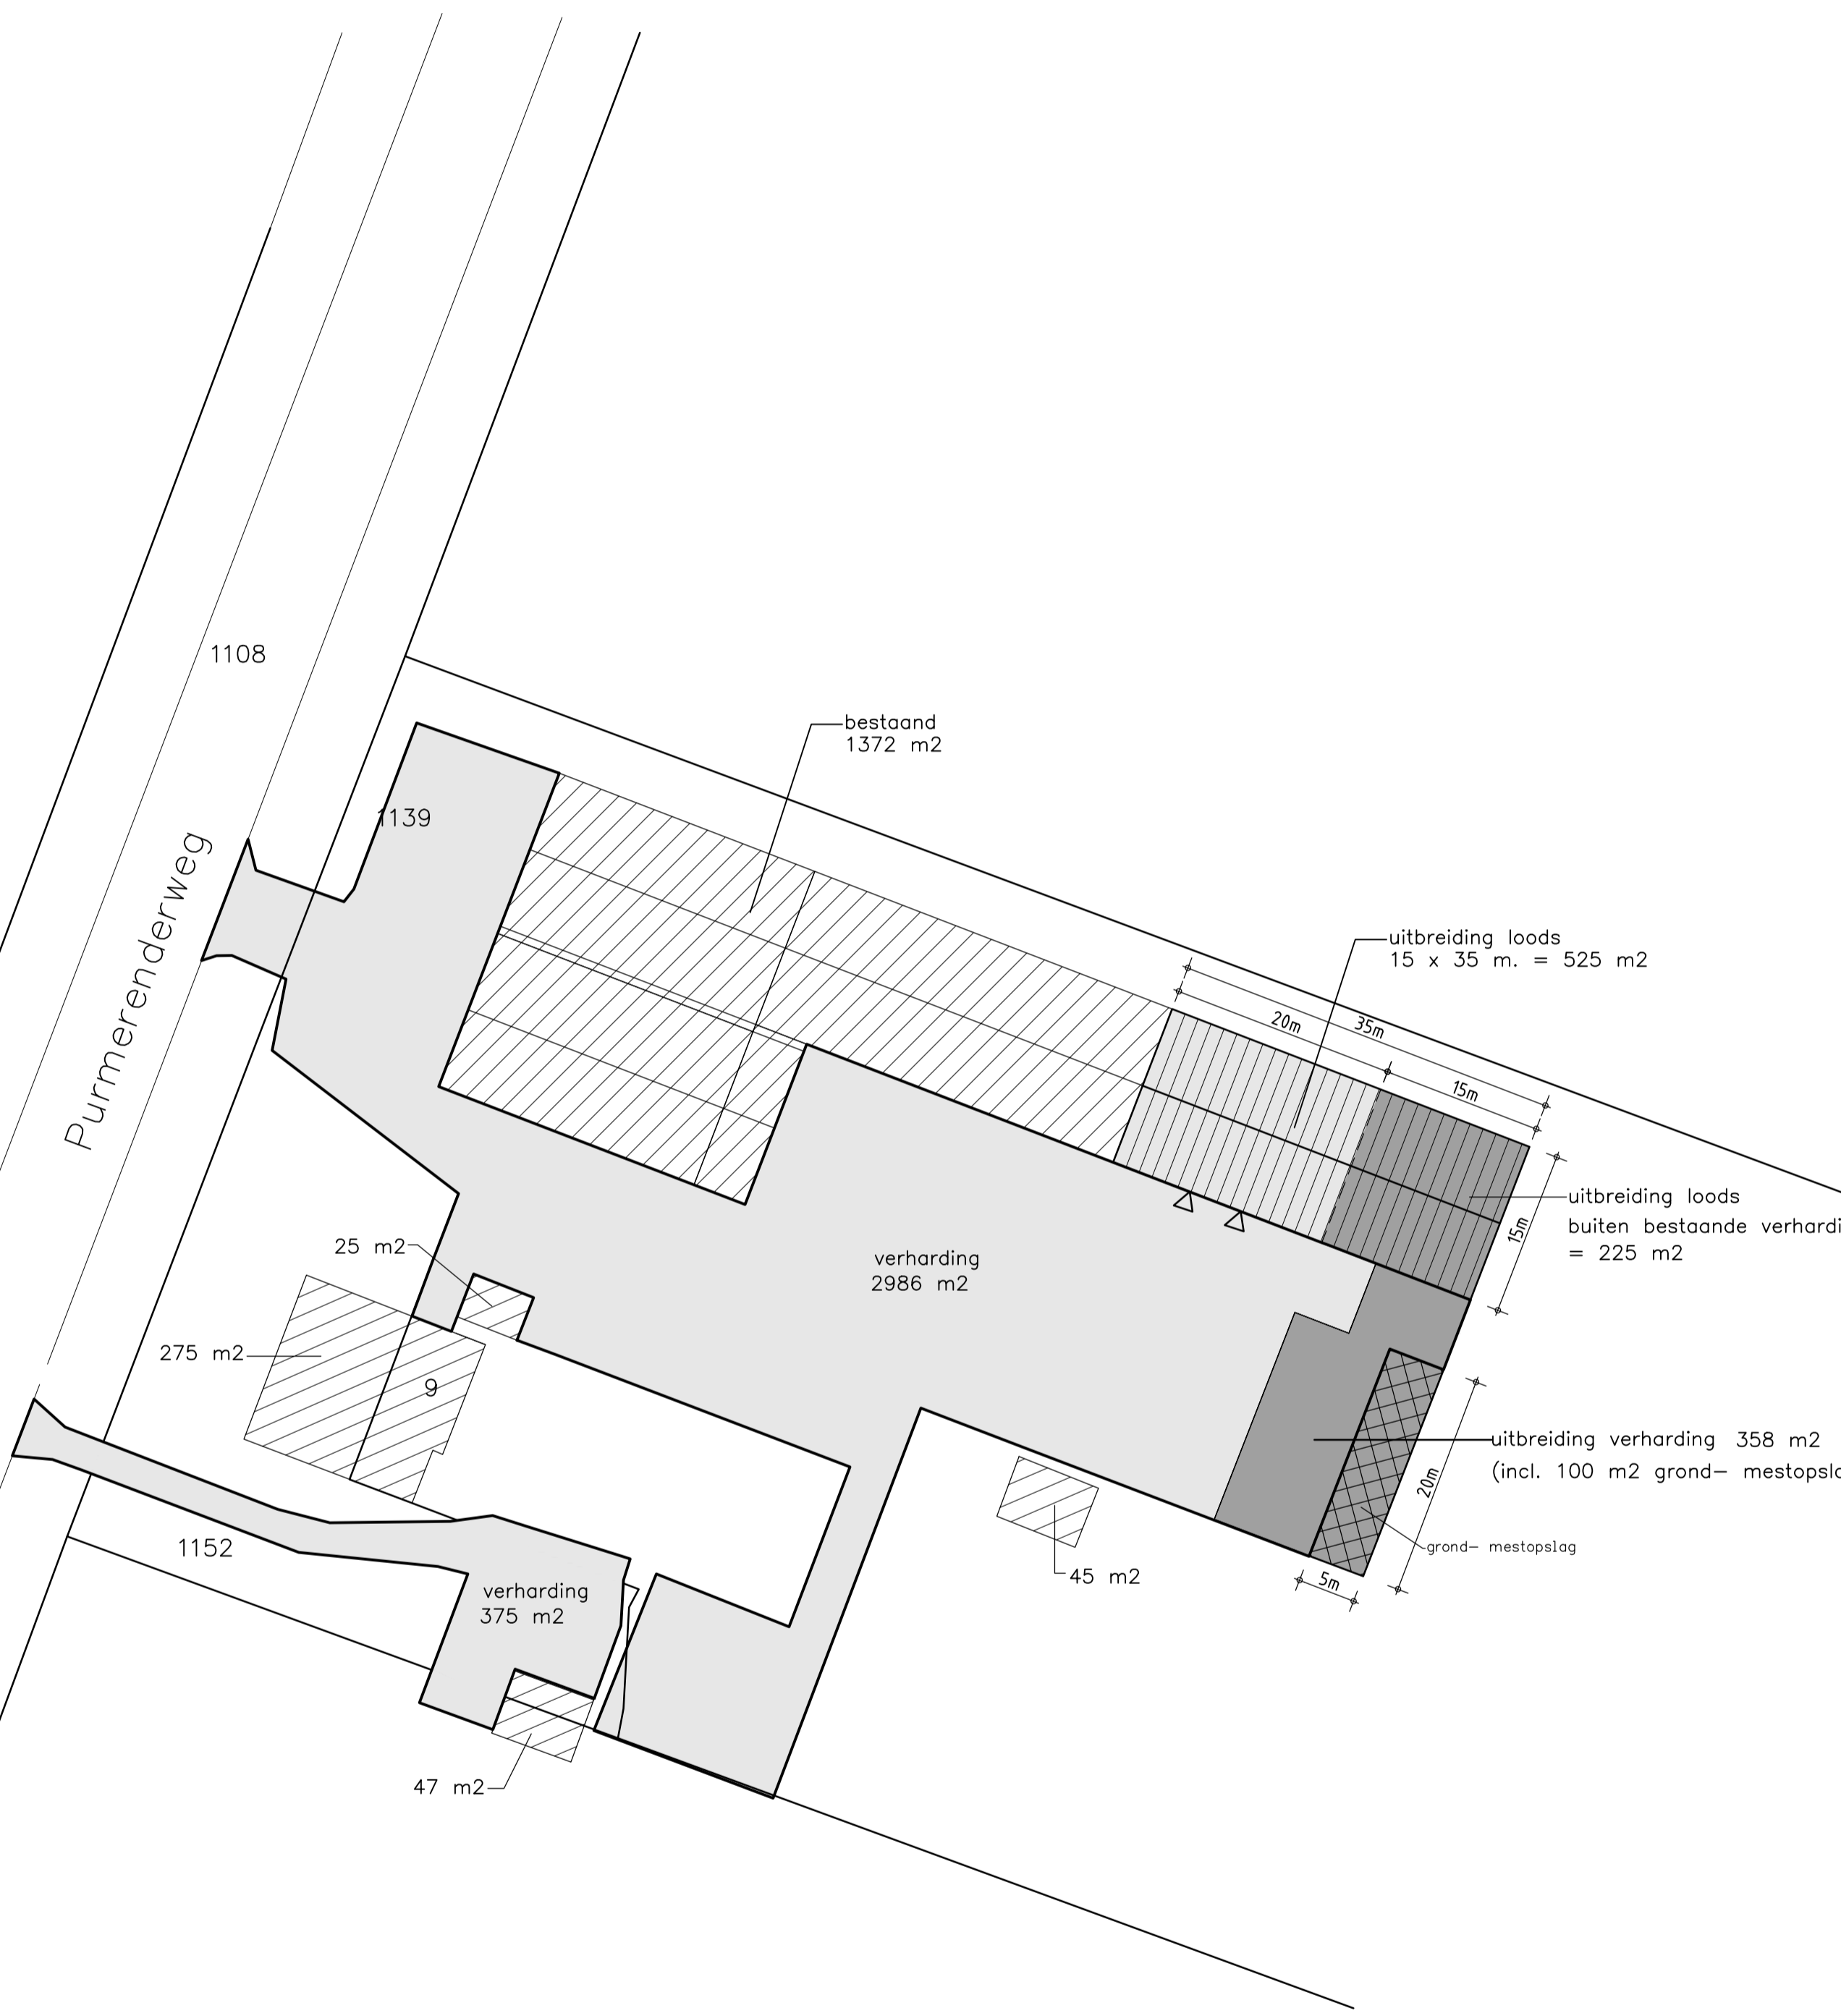 1108
bestaand
1372 m2
1139
Purmerenderweg
uitbreiding loods
15 x 35 m. = 525 m2
35m
20m
15m
15m
uitbreiding loods
buiten bestaande verhardi
= 225 m2
25 m2
verharding
2986 m2
275 m2
9
uitbreiding verharding 358 m2
(incl. 100 m2 grond- mestopsla
20m
grond- mestopslag
5m
1152
45 m2
verharding
375 m2
47 m2